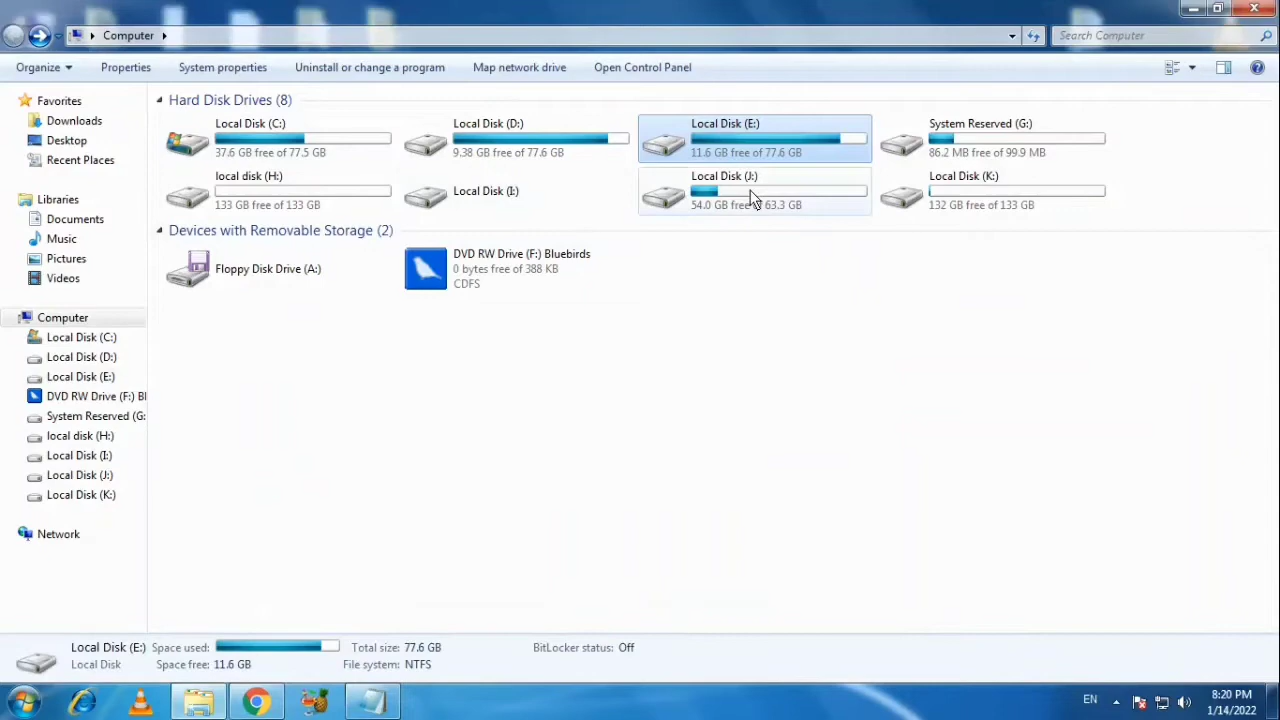 Computer
Search Computer
Organize
Properties
System properties
Uninstall or change a program
Map network drive
Open Control Panel
Favorites
Downloads
Desktop
Recent Places
Libraries
Documents
Music
Pictures
Videos
Computer
Local Disk (C:)
Local Disk (D:)
Local Disk (E:)
DVD RW Drive (F:) Bl
System Reserved (G:
local disk (H:)
Local Disk (I:)
Local Disk (J:)
Local Disk (K:)
Network
Hard Disk Drives (8)
Local Disk (C:)
37.6 GB free of 77.5 GB
Local Disk (D:)
9.38 GB free of 77.6 GB
Local Disk (E:)
11.6 GB free of 77.6 GB
System Reserved (G:)
86.2 MB free of 99.9 MB
local disk (H:)
133 GB free of 133 GB
Local Disk (I:)
Local Disk (J:)
54.0 GB free 63.3 GB
Local Disk (K:)
132 GB free of 133 GB
Devices with Removable Storage (2)
Floppy Disk Drive (A:)
DVD RW Drive (F:) Bluebirds
0 bytes free of 388 KB
CDFS
Local Disk (E:) Space used: Total size: 77.6 GB BitLocker status: Off
Local Disk Space free: 11.6 GB File system: NTFS
EN
8:20 PM
1/14/2022